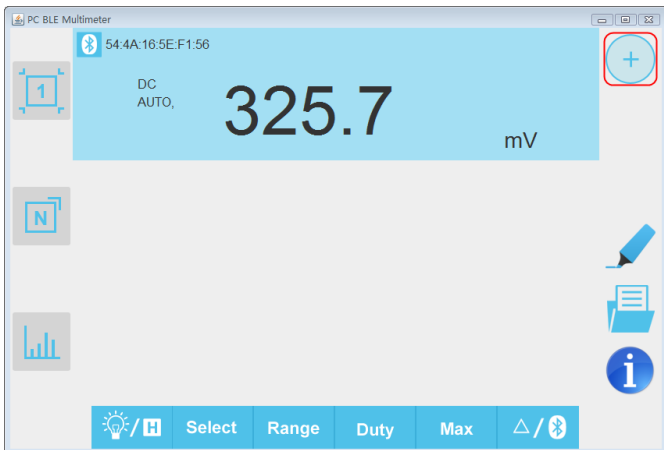 PC BLE Multimeter
54:4A:16:5E:F1:56
DC
AUTO,
325.7
mV
1
N
/ H Select Range Duty Max △/